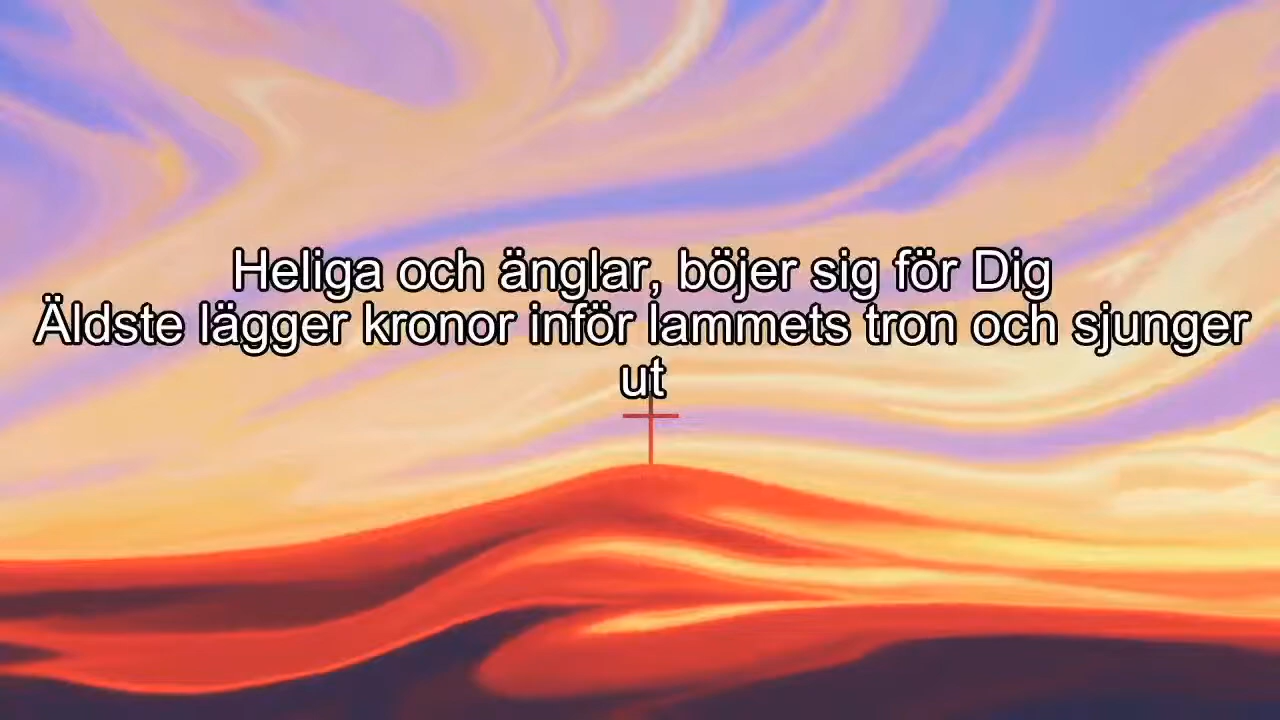 Heliga och änglar, böjer sig för Dig
Äldste lägger kronor inför lammets tron och sjunger
ut